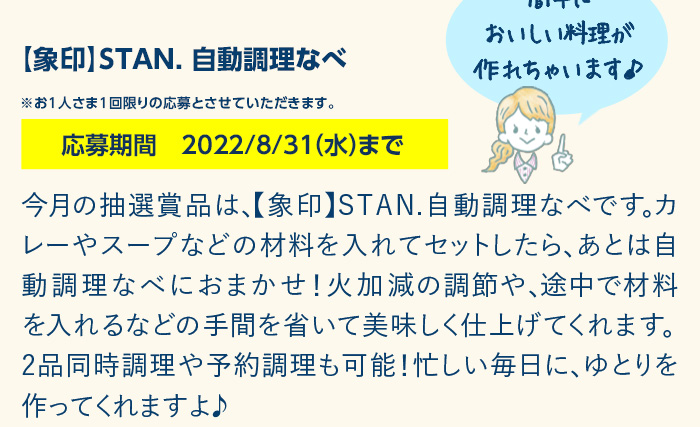 おいしい料理が
作れちゃいます♪
【象印】STAN. 自動調理なべ
※お1人さま1回限りの応募とさせていただきます。
応募期間　2022/8/31(水)まで
今月の抽選賞品は、【象印】STAN.自動調理なべです。カ
レーやスープなどの材料を入れてセットしたら、あとは自
動調理なべにおまかせ！火加減の調節や、途中で材料
を入れるなどの手間を省いて美味しく仕上げてくれます。
2品同時調理や予約調理も可能！忙しい毎日に、ゆとりを
作ってくれますよ♪